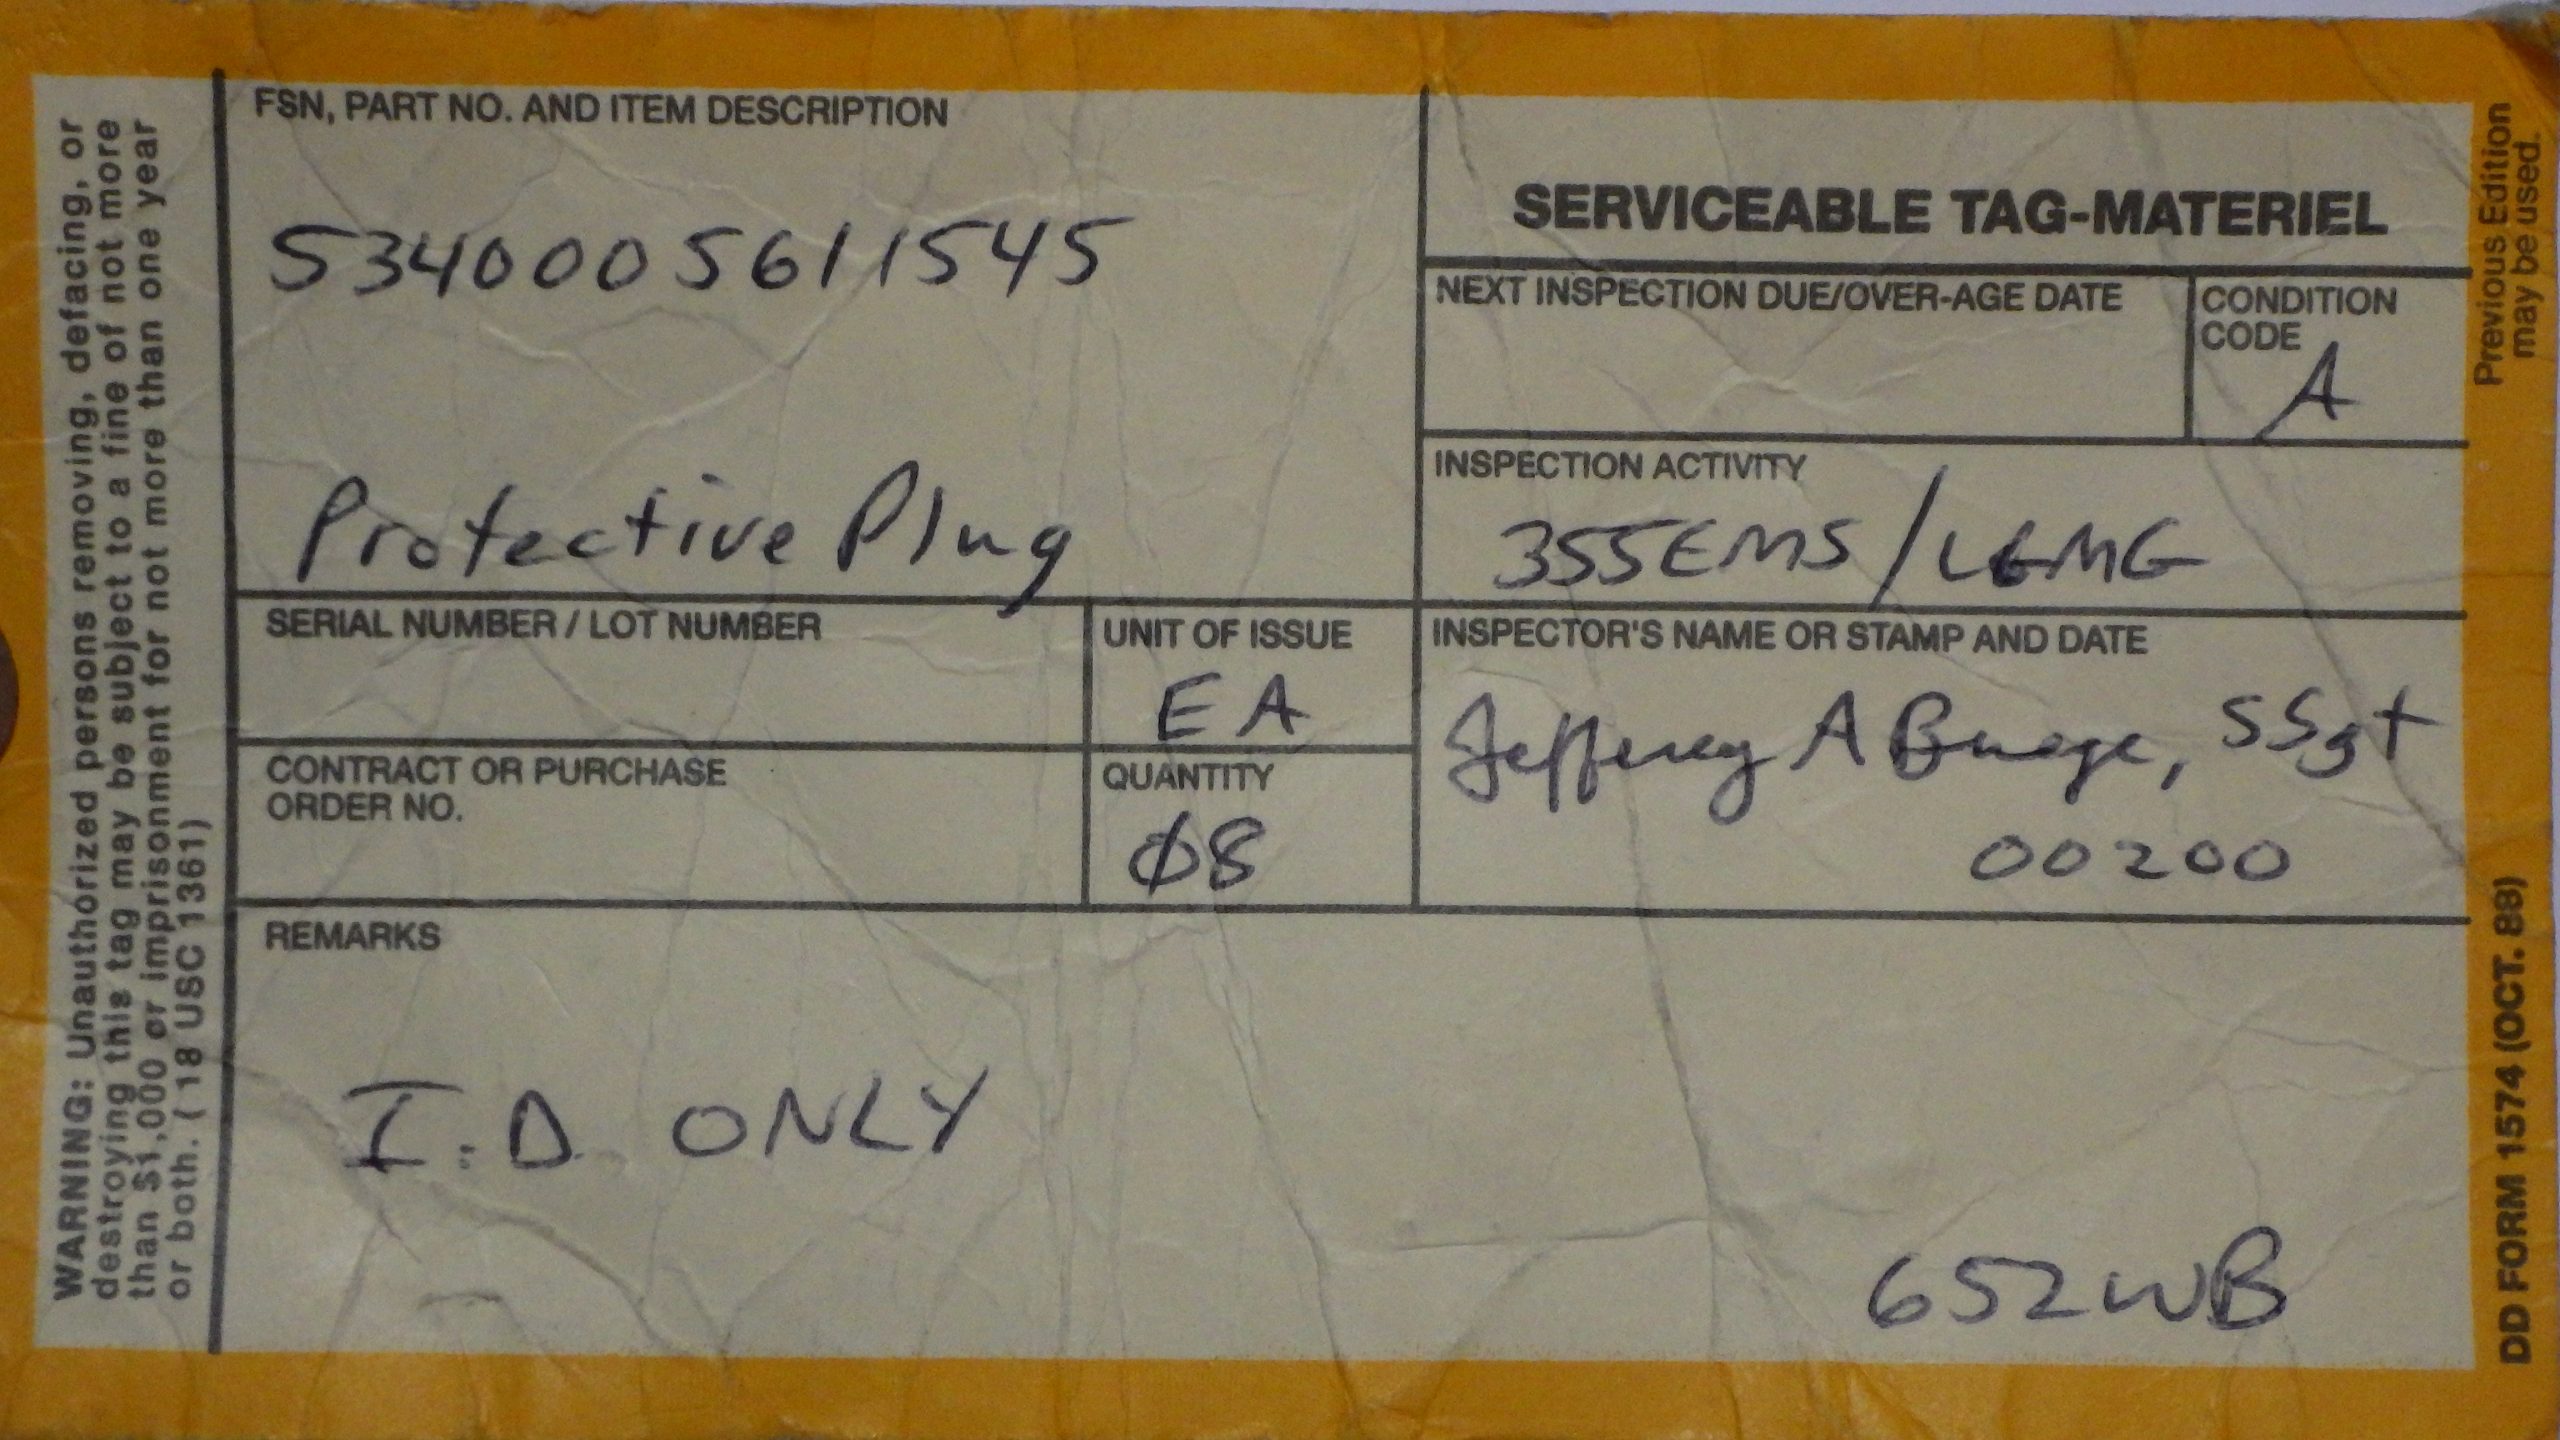 FSN, PART NO. AND ITEM DESCRIPTION
5340005611545
Protective Plug
SERIAL NUMBER / LOT NUMBER
UNIT OF ISSUE
EA
CONTRACT OR PURCHASE
ORDER NO.
QUANTITY
08
SERVICEABLE TAG-MATERIEL
NEXT INSPECTION DUE/OVER-AGE DATE
CONDITION
CODE
A
INSPECTION ACTIVITY
355EMS/LGMG
INSPECTOR'S NAME OR STAMP AND DATE
Jeffrey A , SSgt
00200
REMARKS
I.D. ONLY
652WB
WARNING: Unauthorized persons removing, defacing, or
destroying this tag may be subject to a fine of not more
than $1,000 or imprisonment for not more than one year
or both. (18 USC 1361)
Previous Edition
may be used.
DD FORM 1574 (OCT. 88)